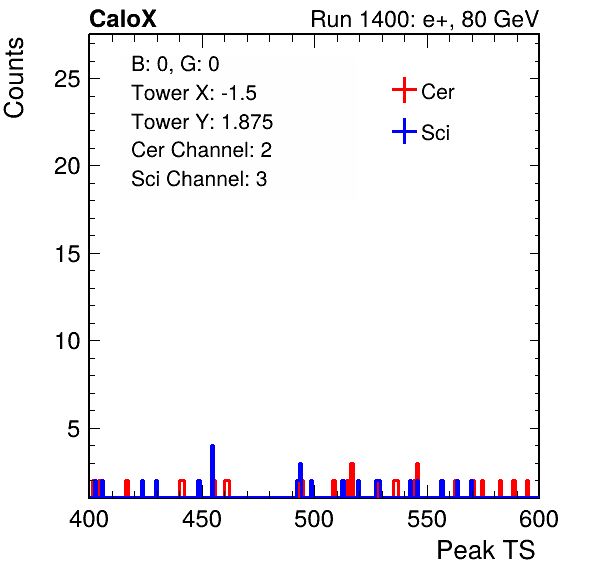 CaloX Run 1400: e+, 80 GeV
Counts
B: 0, G: 0
Tower X: -1.5
Tower Y: 1.875
Cer Channel: 2
Sci Channel: 3
Cer
Sci
25
20
15
10
5
400 450 500 550 600
Peak TS